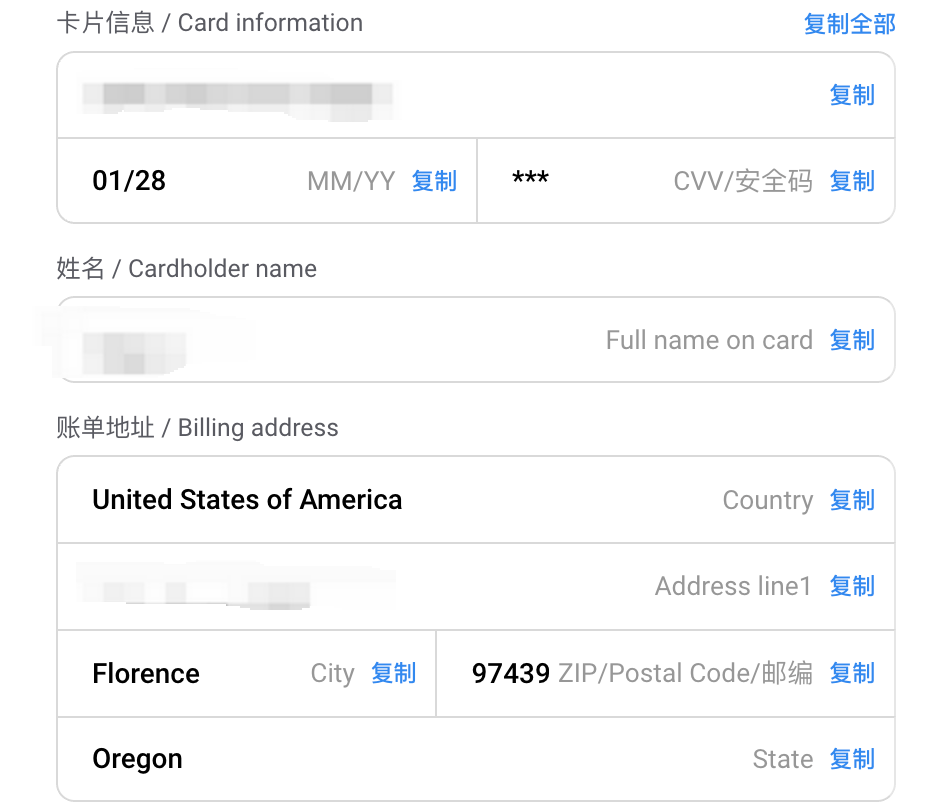 卡片信息 / Card information 复制全部
复制
01/28 MM/YY 复制 *** CVV/安全码 复制
姓名 / Cardholder name
Full name on card 复制
账单地址 / Billing address
United States of America Country 复制
Address line1 复制
Florence City 复制 97439 ZIP/Postal Code/邮编 复制
Oregon State 复制